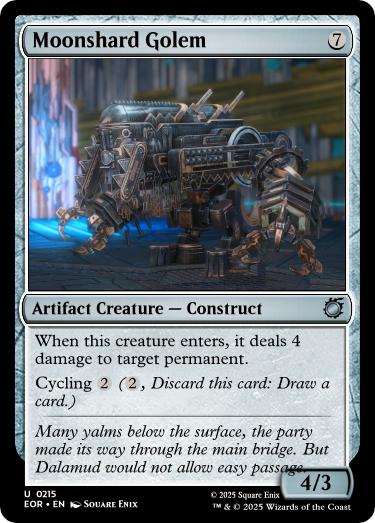 Moonshard Golem 7
Artifact Creature — Construct
When this creature enters, it deals 4
damage to target permanent.
Cycling 2 (2, Discard this card: Draw a
card.)
Many yalms below the surface, the party
made its way through the main bridge. But
Dalamud would not allow easy passage.
4/3
U 0215
EOR • EN SQUARE ENIX
© 2025 Square Enix
™ & © 2025 Wizards of the Coast